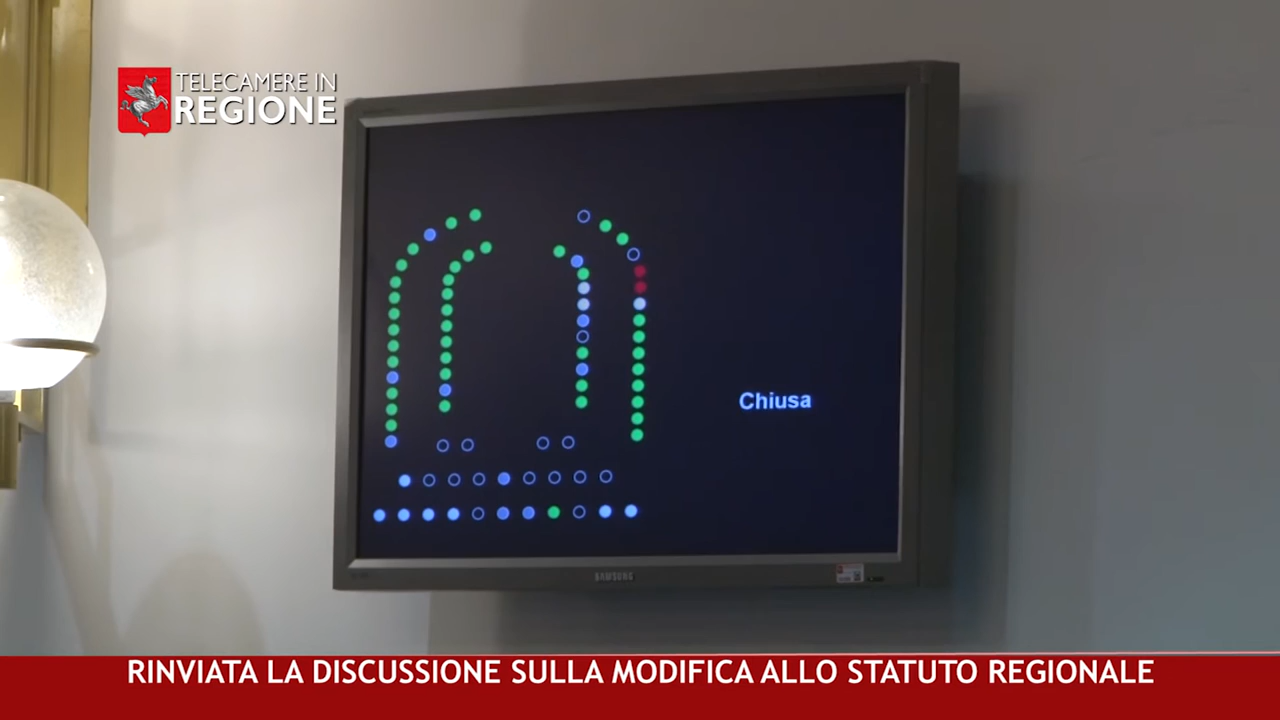 TELECAMERE IN
REGIONE
Chiusa
SAMSUNG
RINVIATA LA DISCUSSIONE SULLA MODIFICA ALLO STATUTO REGIONALE